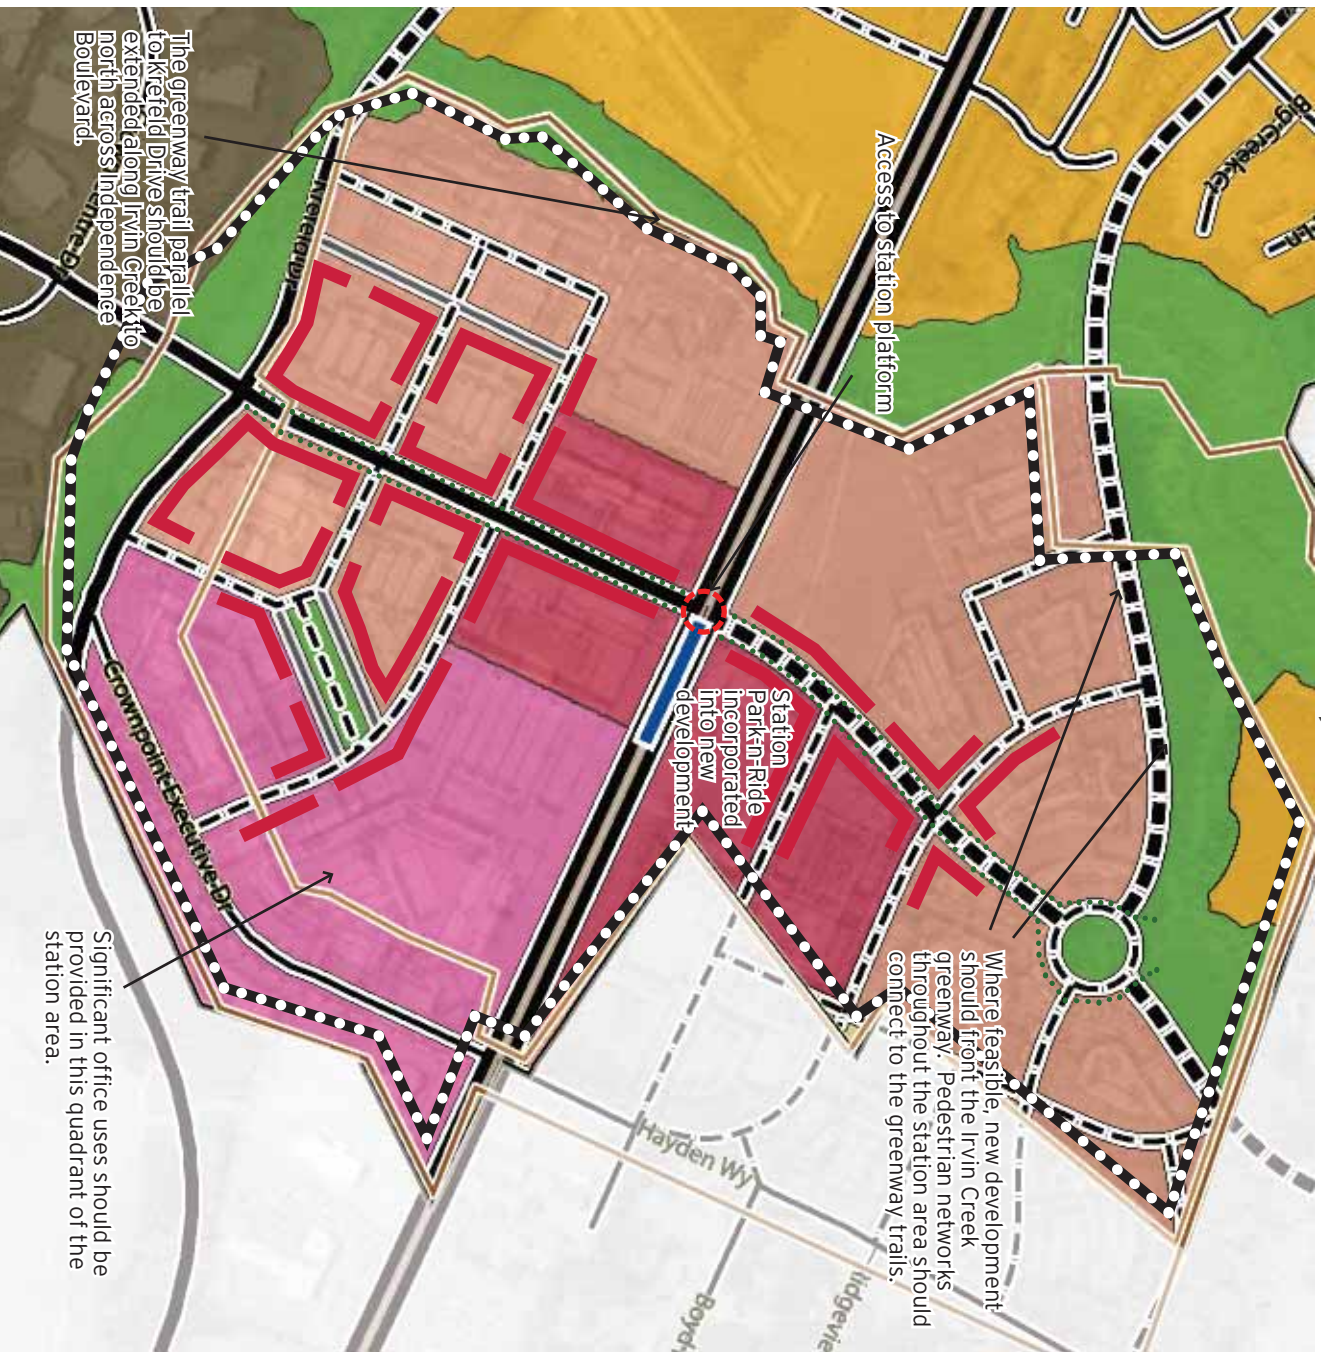 The greenway trail parallel
to Krefeld Drive should be
extended along Irvin Creek to
north across Independence
Boulevard.
Access to station platform
Station
Park-n-Ride
incorporated
into new
development
Where feasible, new development
should front the Irvin Creek
greenway. Pedestrian networks
throughout the station area should
connect to the greenway trails.
Significant office uses should be
provided in this quadrant of the
station area.
Krefeld Dr
Crownpoint Executive Dr
Hayden Wy
Big Creek Ct
Ln